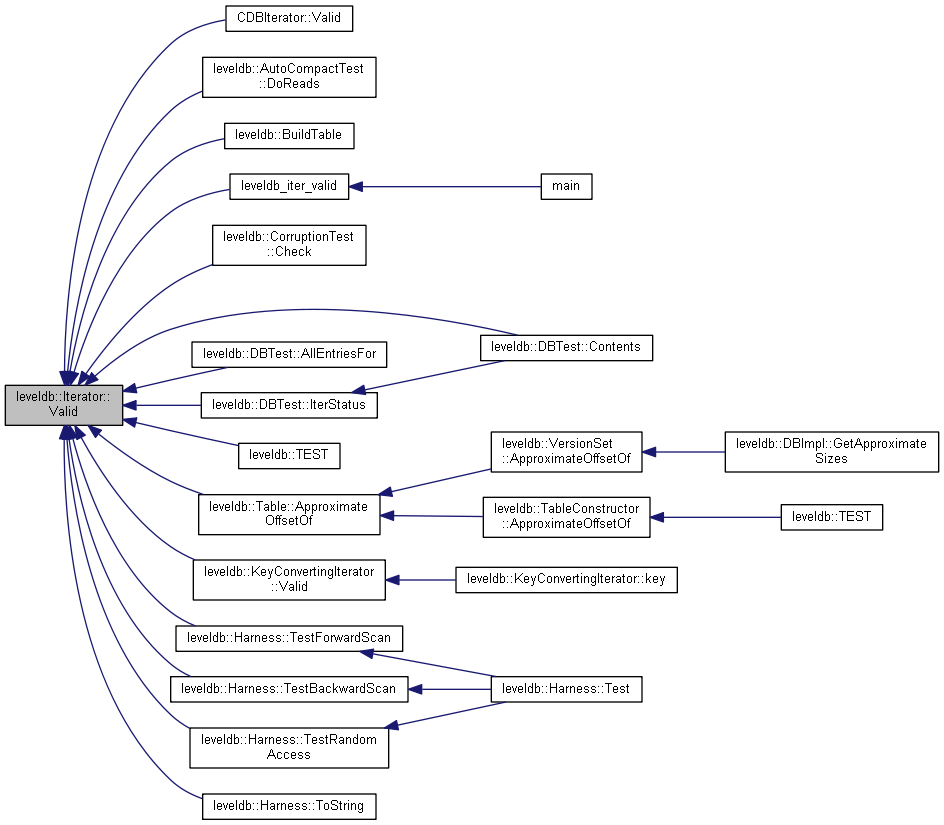 CDBIterator::Valid
leveldb::AutoCompactTest
::DoReads
leveldb::BuildTable
leveldb_iter_valid
main
leveldb::CorruptionTest
::Check
leveldb::DBTest::Contents
leveldb::DBTest::AllEntriesFor
leveldb::Iterator::
Valid
leveldb::DBTest::IterStatus
leveldb::TEST
leveldb::VersionSet
::ApproximateOffsetOf
leveldb::DBImpl::GetApproximate
Sizes
leveldb::Table::Approximate
OffsetOf
leveldb::TableConstructor
::ApproximateOffsetOf
leveldb::TEST
leveldb::KeyConvertingIterator
::Valid
leveldb::KeyConvertingIterator::key
leveldb::Harness::TestForwardScan
leveldb::Harness::TestBackwardScan
leveldb::Harness::Test
leveldb::Harness::TestRandom
Access
leveldb::Harness::ToString